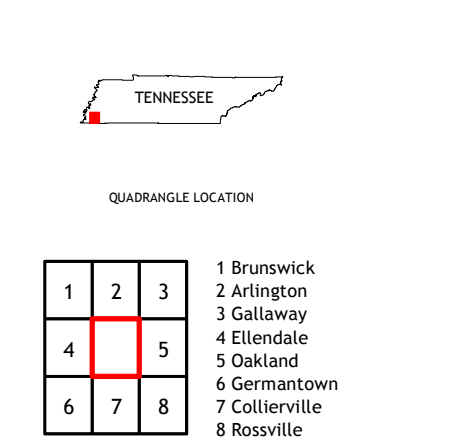 TENNESSEE
QUADRANGLE LOCATION
1 2 3
4 5
6 7 8
1 Brunswick
2 Arlington
3 Gallaway
4 Ellendale
5 Oakland
6 Germantown
7 Collierville
8 Rossville